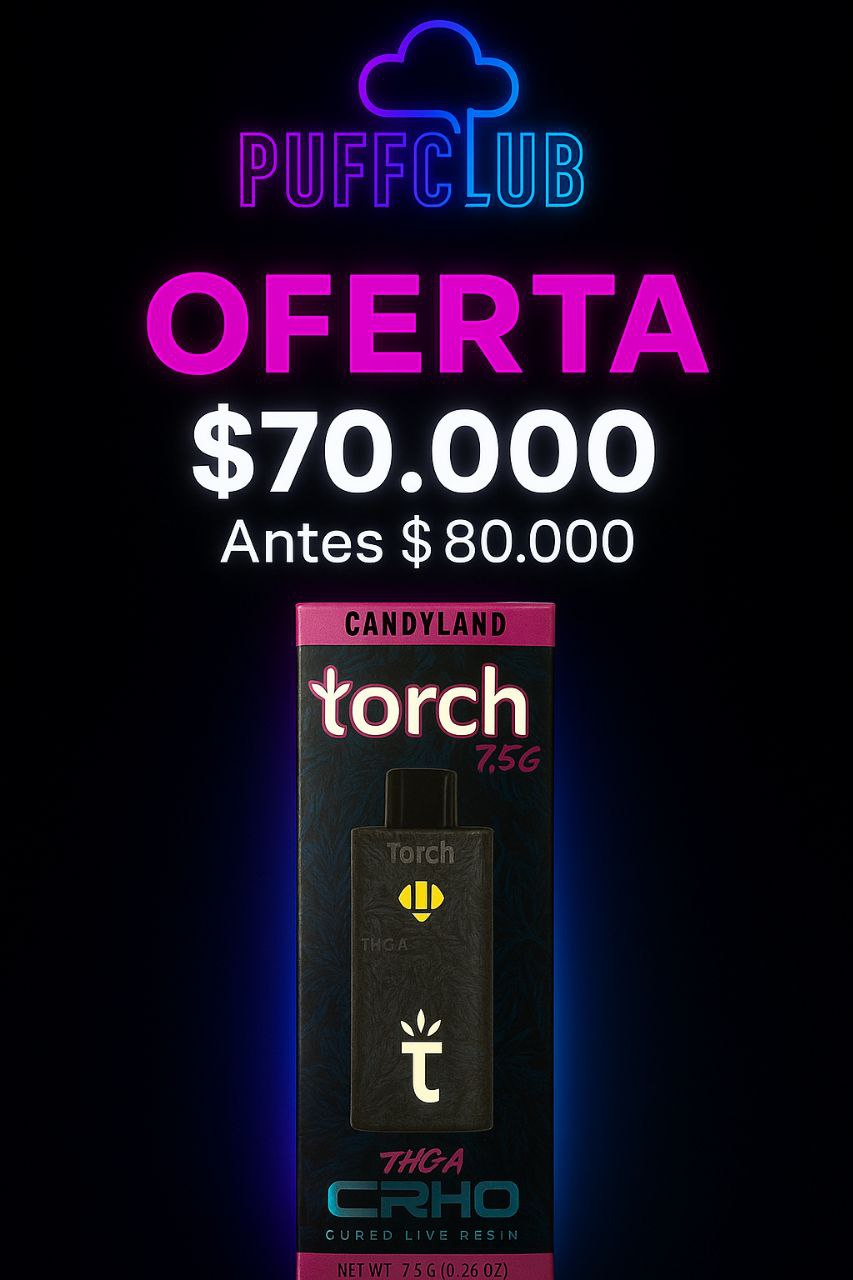 PUFFCLUB
OFERTA
$70.000
Antes $80.000
CANDYLAND
torch
7.5G
Torch
THGA
THGA
CRHO
CURED LIVE RESIN
NET WT 7 5 G (0.26 OZ)